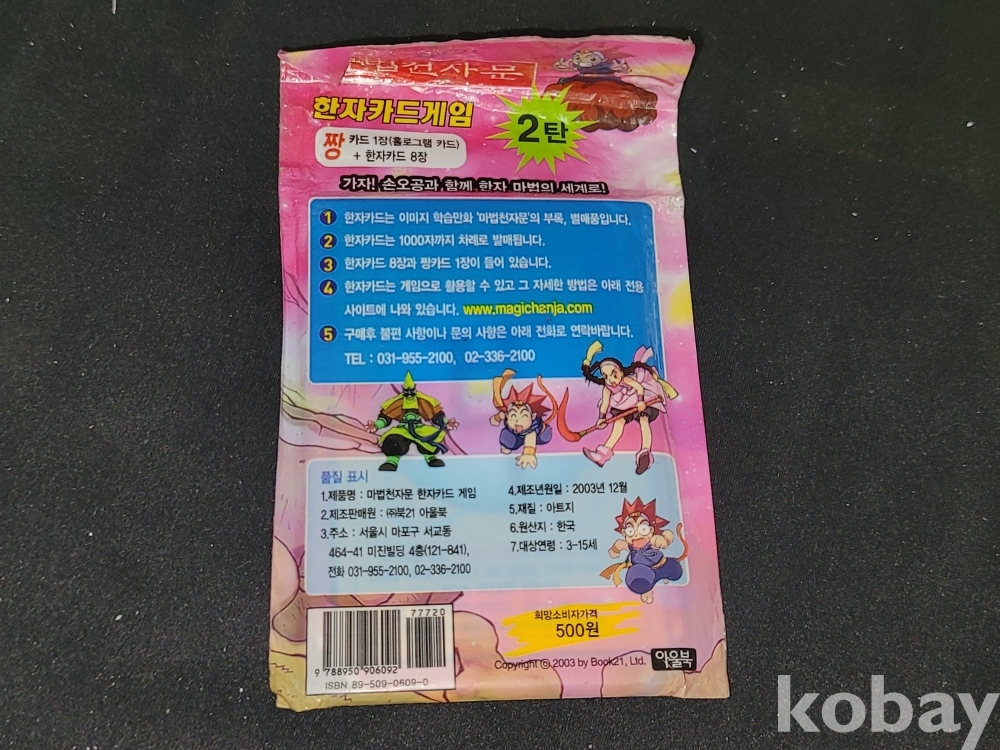 마법천자문
한자카드게임
2탄
짱 카드 1장(홀로그램 카드)
+ 한자카드 8장
가자! 손오공과 함께 한자 마법의 세계로!
1 한자카드는 이미지 학습만화 '마법천자문'의 부록, 별매품입니다.
2 한자카드는 1000자까지 차례로 발매됩니다.
3 한자카드 8장과 짱카드 1장이 들어 있습니다.
4 한자카드는 게임으로 활용할 수 있고 그 자세한 방법은 아래 전용
사이트에 나와 있습니다. www.magichanja.com
5 구매후 불편 사항이나 문의 사항은 아래 전화로 연락바랍니다.
TEL : 031-955-2100, 02-336-2100
품질 표시
1.제품명 : 마법천자문 한자카드 게임
2.제조판매원 : ㈜북21 아울북
3.주소 : 서울시 마포구 서교동
464-41 미진빌딩 4층(121-841),
전화 031-955-2100, 02-336-2100
4.제조년원일 : 2003년 12월
5.재질 : 아트지
6.원산지 : 한국
7.대상연령 : 3-15세
77720
9 788950 906092
ISBN 89-509-0609-0
희망소비자가격
500원
Copyright ⓒ 2003 by Book21, Ltd.
아울북
kobay